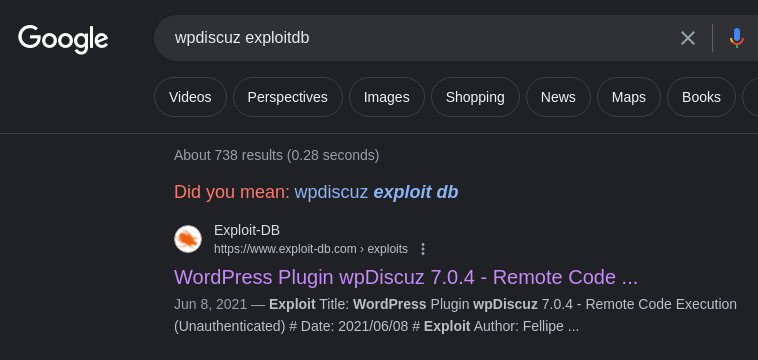 Google
wpdiscuz exploitdb
Videos
Perspectives
Images
Shopping
News
Maps
Books
About 738 results (0.28 seconds)
Did you mean: wpdiscuz exploit db
Exploit-DB
https://www.exploit-db.com › exploits
WordPress Plugin wpDiscuz 7.0.4 - Remote Code ...
Jun 8, 2021 — Exploit Title: WordPress Plugin wpDiscuz 7.0.4 - Remote Code Execution
(Unauthenticated) # Date: 2021/06/08 # Exploit Author: Fellipe ...